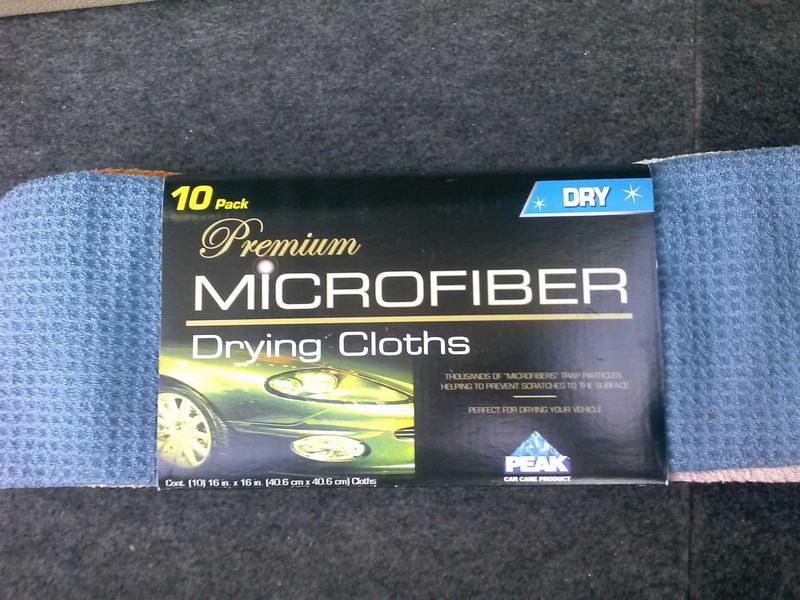 10 Pack
DRY
Premium
MICROFIBER
Drying Cloths
THOUSANDS OF "MICROFIBERS" TRAP PARTICLES,
HELPING TO PREVENT SCRATCHES TO THE SURFACE
PERFECT FOR DRYING YOUR VEHICLE
PEAK
CAR CARE PRODUCT
Cont. (10) 16 in. x 16 in. (40.6 cm x 40.6 cm) Cloths